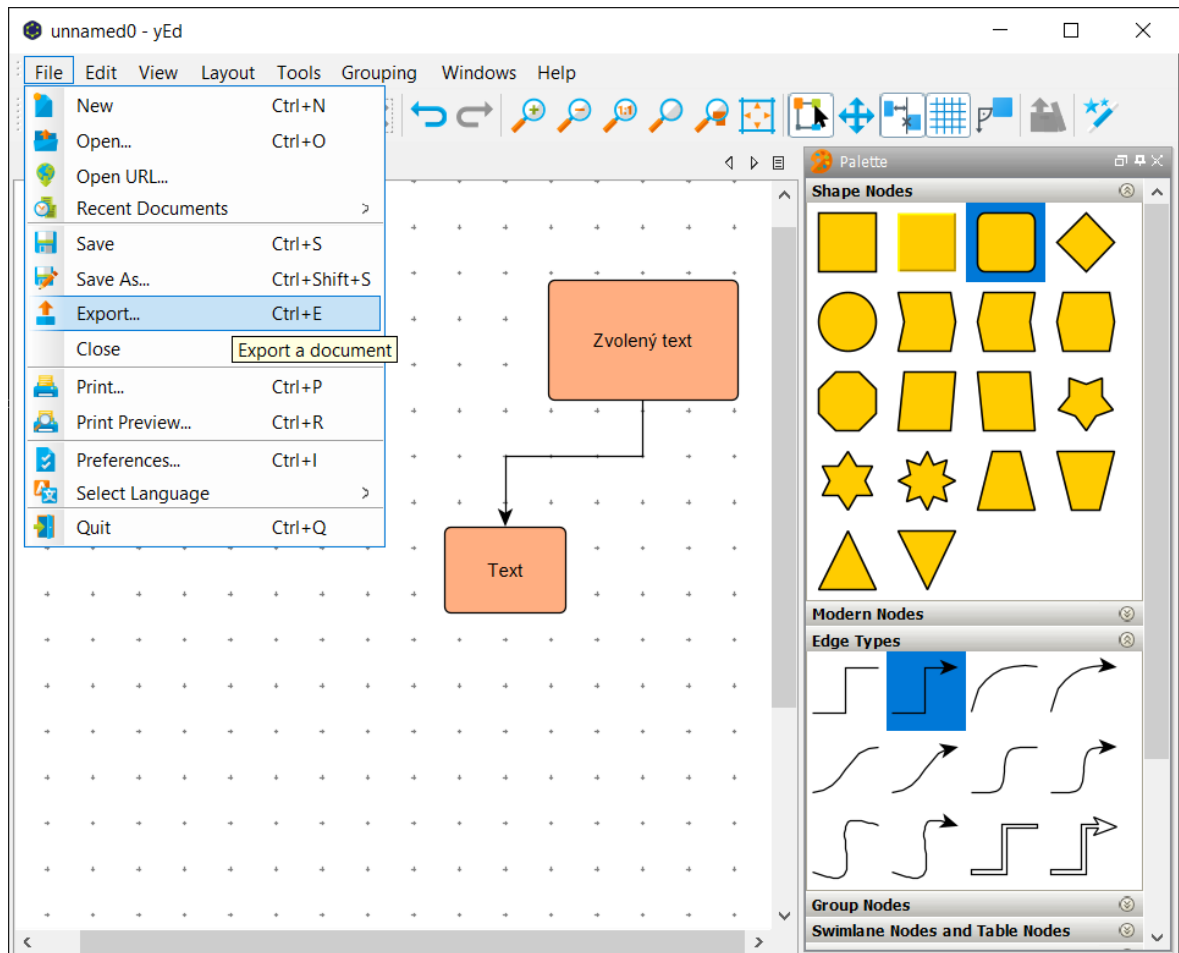 unnamed0 - yEd
File Edit View Layout Tools Grouping Windows Help
New Ctrl+N
Open... Ctrl+O
Open URL...
Recent Documents
Save Ctrl+S
Save As... Ctrl+Shift+S
Export... Ctrl+E
Close
Export a document
Print... Ctrl+P
Print Preview... Ctrl+R
Preferences... Ctrl+I
Select Language
Quit Ctrl+Q
1:1
Zvolený text
Text
Palette
Shape Nodes
Modern Nodes
Edge Types
Group Nodes
Swimlane Nodes and Table Nodes